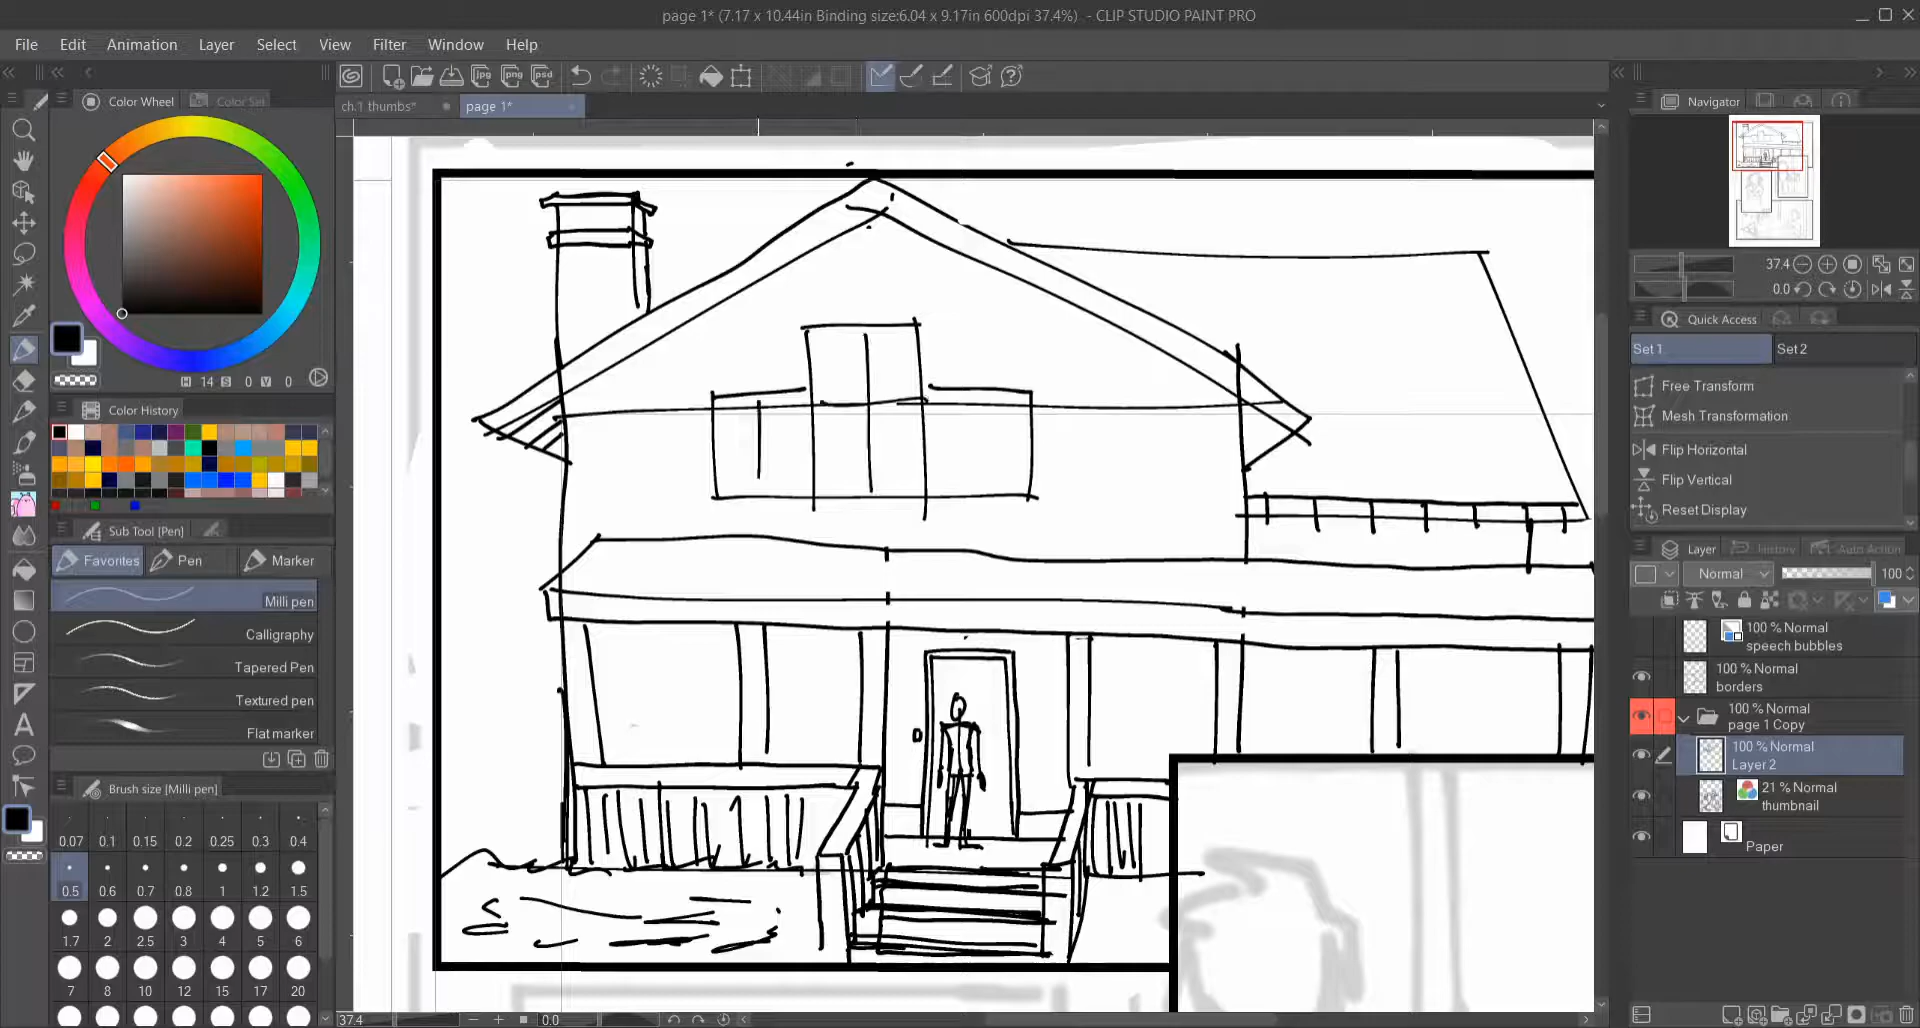 page 1* (7.17 x 10.44in Binding size:6.04 x 9.17in 600dpi 37.4%) - CLIP STUDIO PAINT PRO
File Edit Animation Layer Select View Filter Window Help
jpg png psd
ch.1 thumbs* page 1*
Color Wheel Color Set
H 14 S 0 V 0
Color History
Sub Tool [Pen]
Favorites Pen Marker
Milli pen
Calligraphy
Tapered Pen
Textured pen
Flat marker
Brush size [Milli pen]
0.07 0.1 0.15 0.2 0.25 0.3 0.4
0.5 0.6 0.7 0.8 1 1.2 1.5
1.7 2 2.5 3 4 5 6
7 8 10 12 15 17 20
37.4 0.0
Navigator
37.4
0.0
Quick Access
Set 1 Set 2
Free Transform
Mesh Transformation
Flip Horizontal
Flip Vertical
Reset Display
Layer History Auto Action
Normal 100
100 % Normal
speech bubbles
100 % Normal
borders
100 % Normal
page 1 Copy
100 % Normal
Layer 2
21 % Normal
thumbnail
Paper